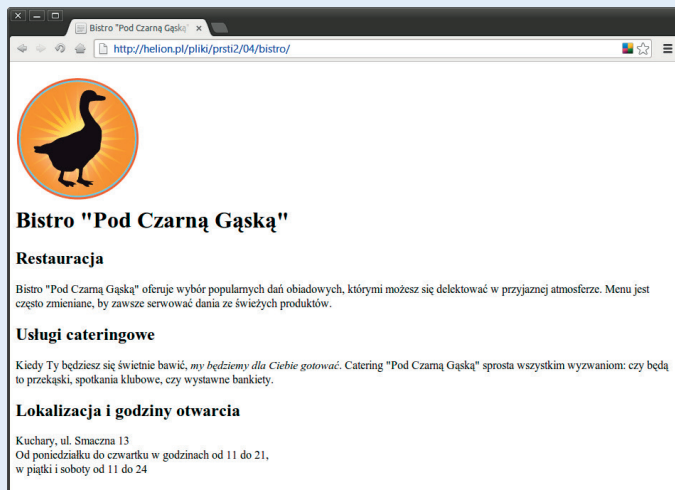 Bistro "Pod Czarną Gąską"
http://helion.pl/pliki/prsti2/04/bistro/
Bistro "Pod Czarną Gąską"
Restauracja
Bistro "Pod Czarną Gąską" oferuje wybór popularnych dań obiadowych, którymi możesz się delektować w przyjaznej atmosferze. Menu jest
często zmieniane, by zawsze serwować dania ze świeżych produktów.
Usługi cateringowe
Kiedy Ty będziesz się świetnie bawić, my będziemy dla Ciebie gotować. Catering "Pod Czarną Gąską" sprosta wszystkim wyzwaniom: czy będą
to przekąski, spotkania klubowe, czy wystawne bankiety.
Lokalizacja i godziny otwarcia
Kuchary, ul. Smaczna 13
Od poniedziałku do czwartku w godzinach od 11 do 21,
w piątki i soboty od 11 do 24